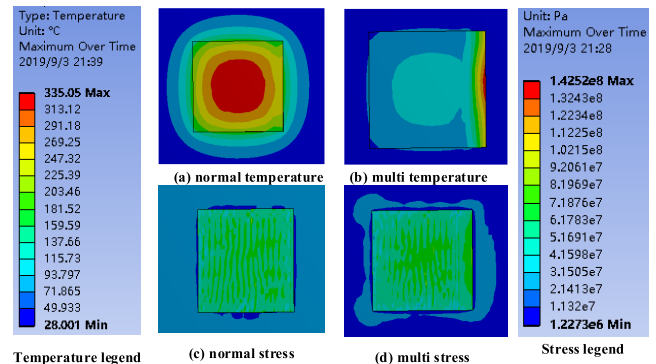 Type: Temperature
Unit: °C
Maximum Over Time
2019/9/3 21:39
335.05 Max
313.12
291.18
269.25
247.32
225.39
203.46
181.52
159.59
137.66
115.73
93.797
71.865
49.933
28.001 Min
Temperature legend
(a) normal temperature
(b) multi temperature
(c) normal stress
(d) multi stress
Unit: Pa
Maximum Over Time
2019/9/3 21:28
1.4252e8 Max
1.3243e8
1.2234e8
1.1225e8
1.0215e8
9.2061e7
8.1969e7
7.1876e7
6.1783e7
5.1691e7
4.1598e7
3.1505e7
2.1413e7
1.132e7
1.2273e6 Min
Stress legend